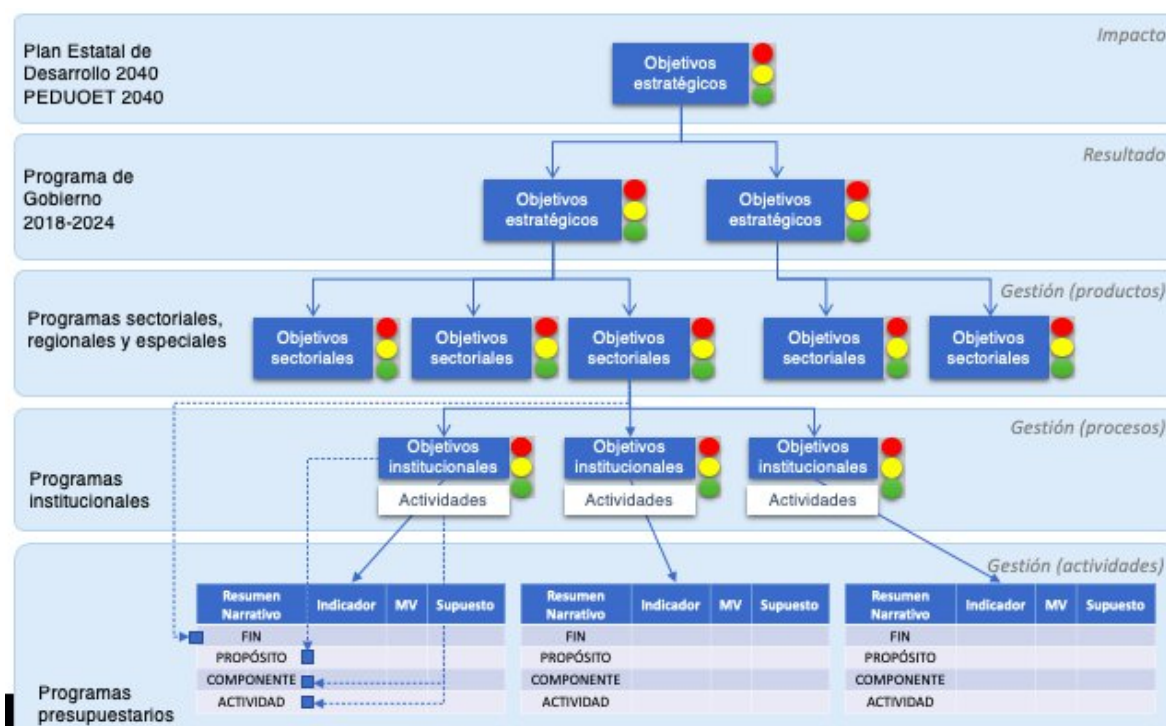 Impacto
Plan Estatal de
Desarrollo 2040
PEDUOET 2040
Objetivos
estratégicos
Resultado
Programa de
Gobierno
2018-2024
Objetivos
estratégicos
Objetivos
estratégicos
Gestión (productos)
Programas sectoriales,
regionales y especiales
Objetivos
sectoriales
Objetivos
sectoriales
Objetivos
sectoriales
Objetivos
sectoriales
Objetivos
sectoriales
Gestión (procesos)
Programas
institucionales
Objetivos
institucionales
Actividades
Objetivos
institucionales
Actividades
Objetivos
institucionales
Actividades
Gestión (actividades)
Programas
presupuestarios
Resumen
Narrativo Indicador MV Supuesto
FIN
PROPÓSITO
COMPONENTE
ACTIVIDAD
Resumen
Narrativo Indicador MV Supuesto
FIN
PROPÓSITO
COMPONENTE
ACTIVIDAD
Resumen
Narrativo Indicador MV Supuesto
FIN
PROPÓSITO
COMPONENTE
ACTIVIDAD